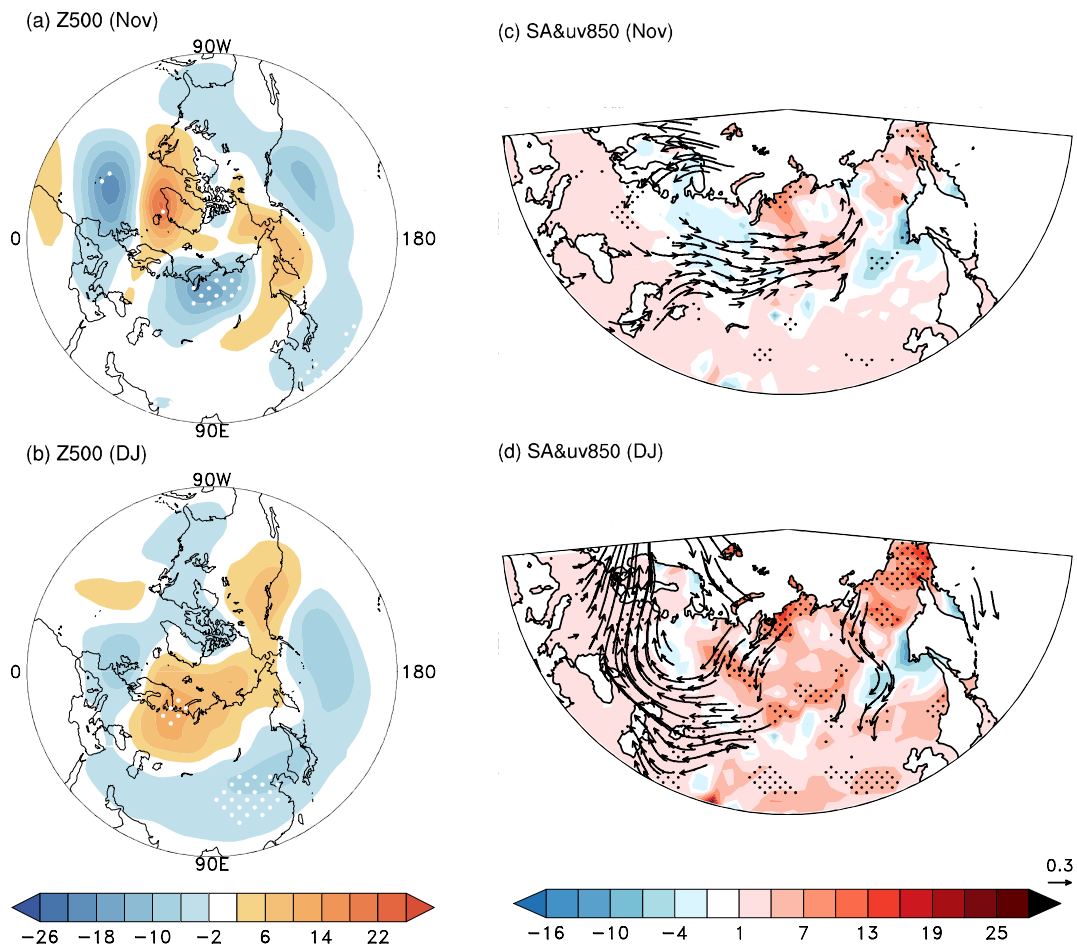 (a) Z500 (Nov)
90W
0
180
90E
(c) SA&uv850 (Nov)
(b) Z500 (DJ)
90W
0
180
90E
(d) SA&uv850 (DJ)
0.3
−26 −18 −10 −2 6 14 22
−16 −10 −4 1 7 13 19 25